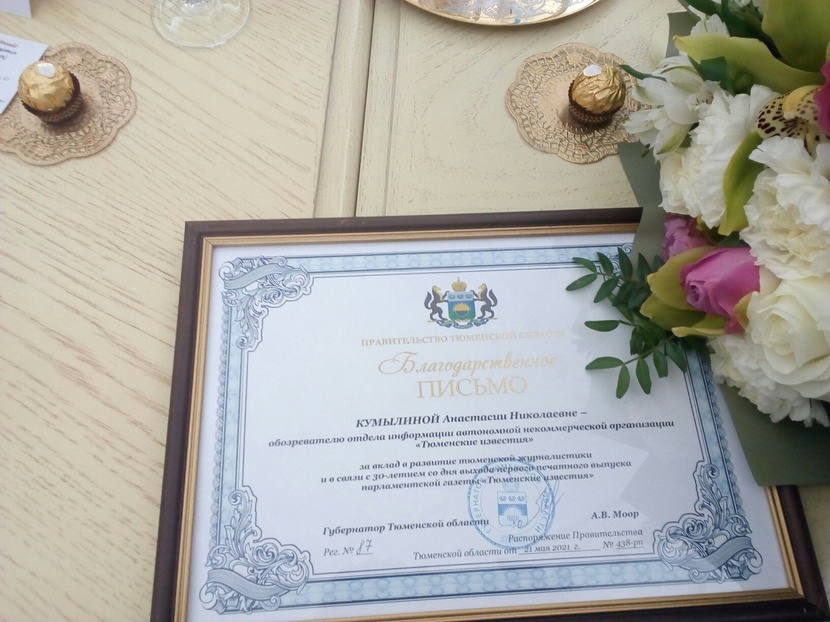 ПРАВИТЕЛЬСТВО ТЮМЕНСКОЙ ОБЛАСТИ
Благодарственное
ПИСЬМО
КУМЫЛИНОЙ Анастасии Николаевне –
обозревателю отдела информации автономной некоммерческой организации
«Тюменские известия»
за вклад в развитие тюменской журналистики
и в связи с 30-летием со дня выхода первого печатного выпуска
парламентской газеты «Тюменские известия»
Губернатор Тюменской области
А.В. Моор
Рег. № 87
Распоряжение Правительства
Тюменской области от 21 мая 2021 г. № 438-рп